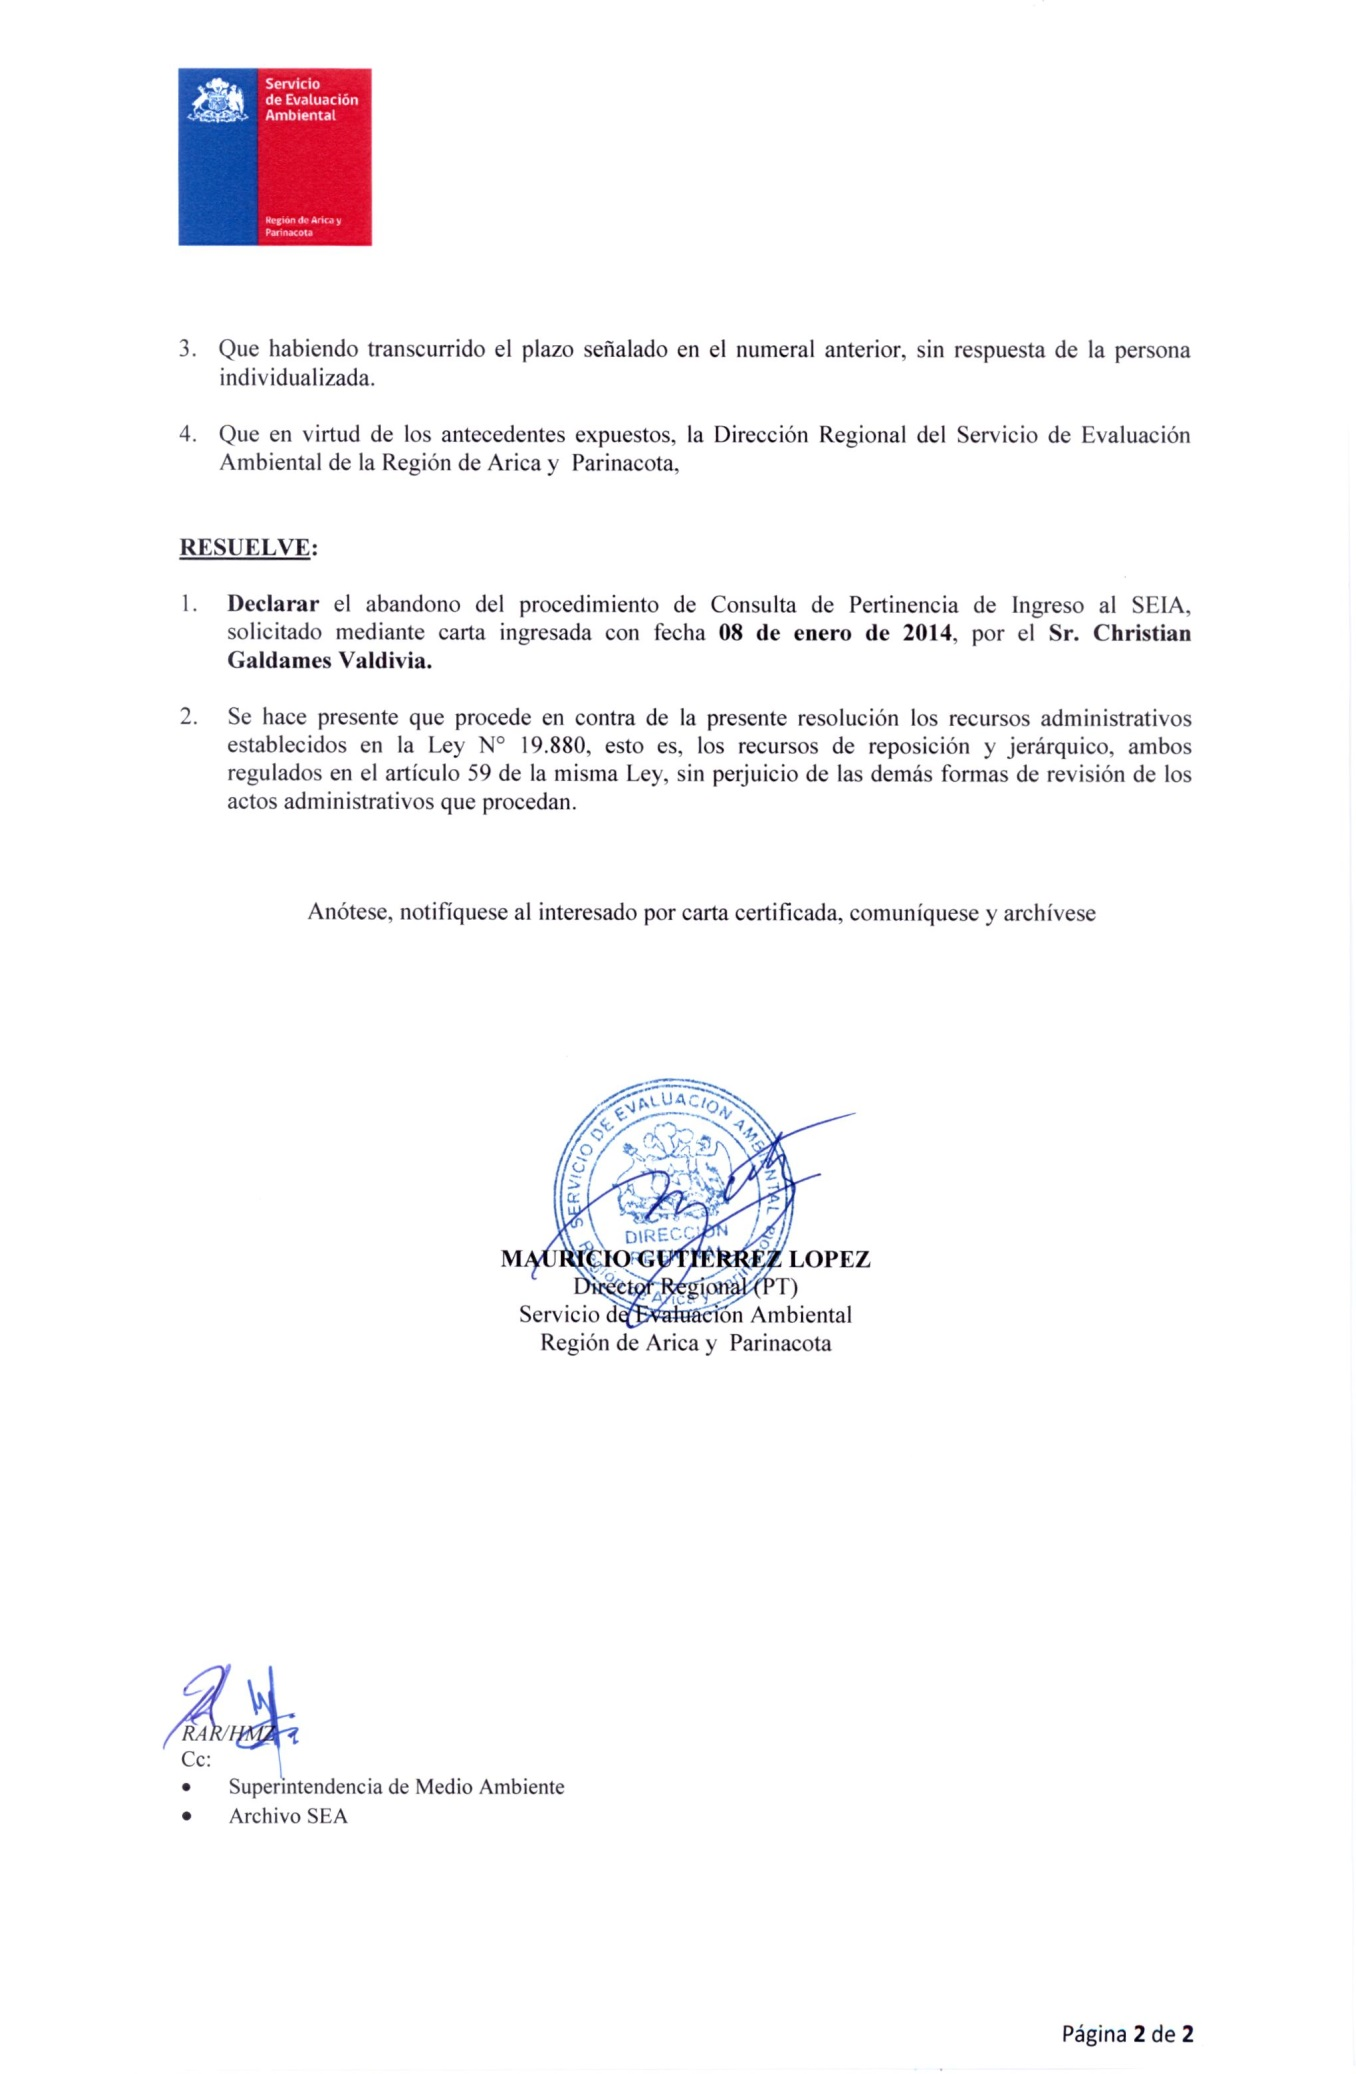 Servicio
de Evaluación
Ambiental
Región de Arica y
Parinacota
3. Que habiendo transcurrido el plazo señalado en el numeral anterior, sin respuesta de la persona
individualizada.
4. Que en virtud de los antecedentes expuestos, la Dirección Regional del Servicio de Evaluación
Ambiental de la Región de Arica y Parinacota,
RESUELVE:
1. Declarar el abandono del procedimiento de Consulta de Pertinencia de Ingreso al SEIA,
solicitado mediante carta ingresada con fecha 08 de enero de 2014, por el Sr. Christian
Galdames Valdivia.
2. Se hace presente que procede en contra de la presente resolución los recursos administrativos
establecidos en la Ley N° 19.880, esto es, los recursos de reposición y jerárquico, ambos
regulados en el artículo 59 de la misma Ley, sin perjuicio de las demás formas de revisión de los
actos administrativos que procedan.
Anótese, notifíquese al interesado por carta certificada, comuníquese y archívese
SERVICIO DE EVALUACION AMBIENTAL
DIRECCION
REGIONAL
Región de Arica y Parinacota
MAURICIO GUTIERREZ LOPEZ
Director Regional (PT)
Servicio de Evaluación Ambiental
Región de Arica y Parinacota
RAR/HMZ
Cc:
• Superintendencia de Medio Ambiente
• Archivo SEA
Página 2 de 2